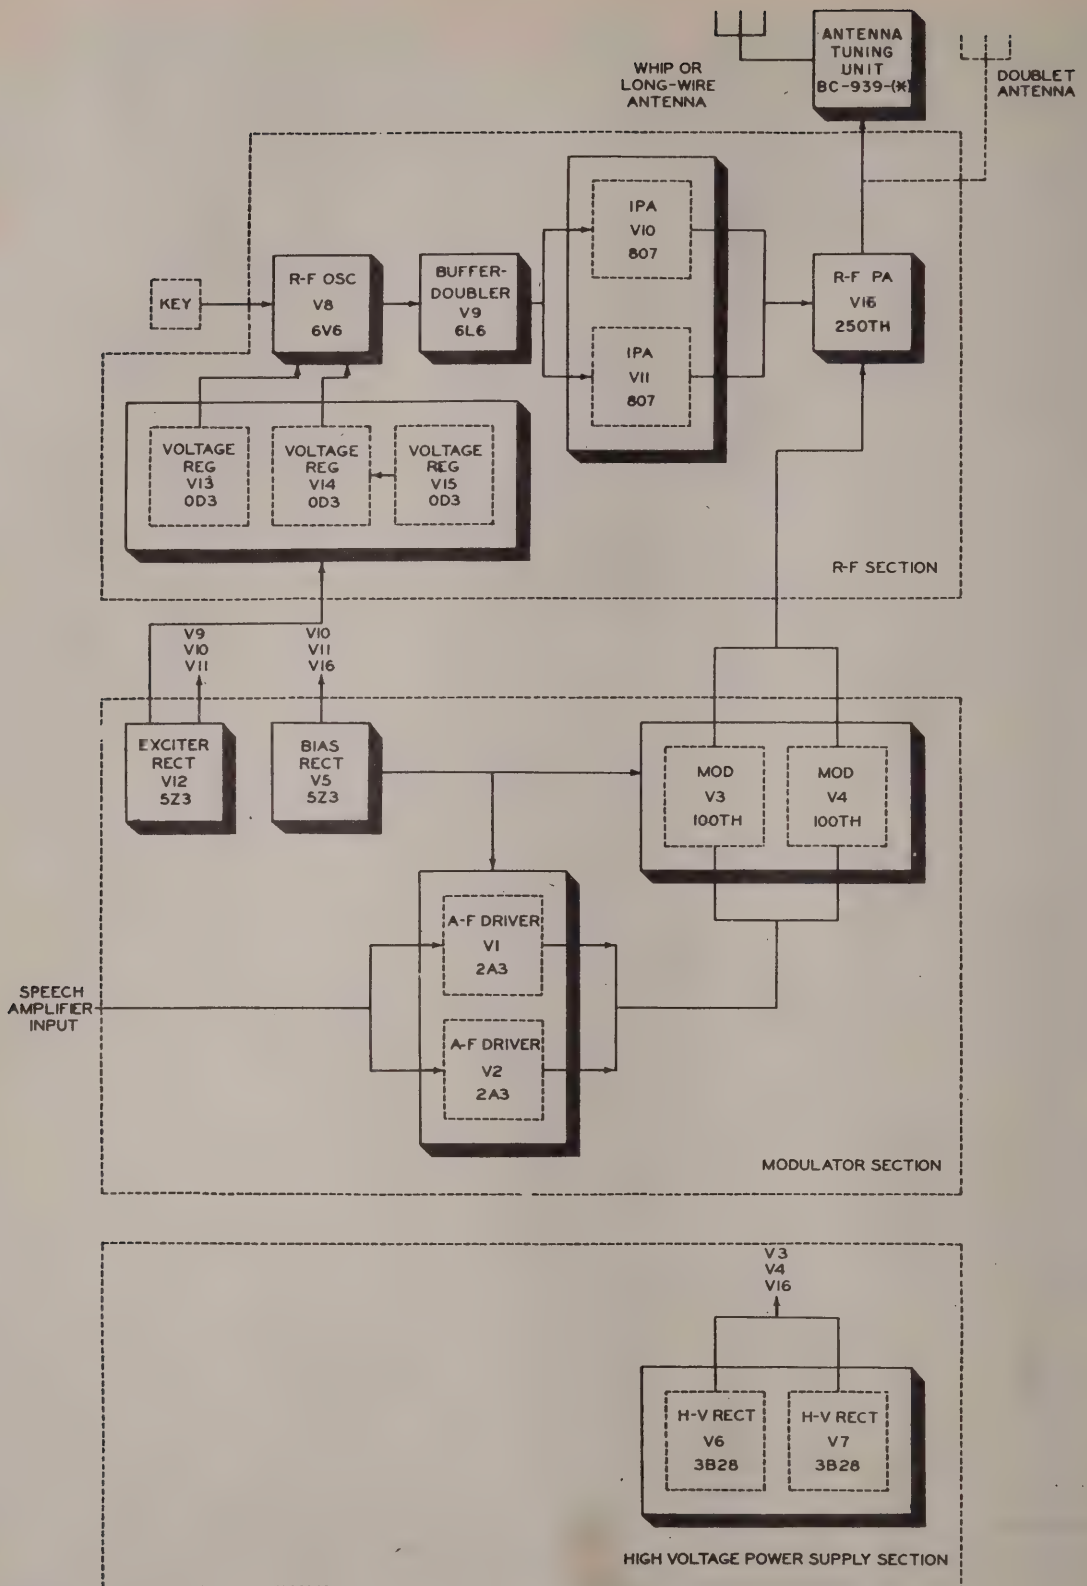 ANTENNA
TUNING
UNIT
BC-939-(*)
WHIP OR
LONG-WIRE
ANTENNA
DOUBLET
ANTENNA
KEY
R-F OSC
V8
6V6
BUFFER-
DOUBLER
V9
6L6
IPA
V10
807
IPA
V11
807
R-F PA
V16
250TH
VOLTAGE
REG
V13
OD3
VOLTAGE
REG
V14
OD3
VOLTAGE
REG
V15
OD3
R-F SECTION
V9
V10
V11
V10
V11
V16
EXCITER
RECT
V12
5Z3
BIAS
RECT
V5
5Z3
MOD
V3
100TH
MOD
V4
100TH
A-F DRIVER
V1
2A3
SPEECH
AMPLIFIER
INPUT
A-F DRIVER
V2
2A3
MODULATOR SECTION
V3
V4
V16
H-V RECT
V6
3B28
H-V RECT
V7
3B28
HIGH VOLTAGE POWER SUPPLY SECTION